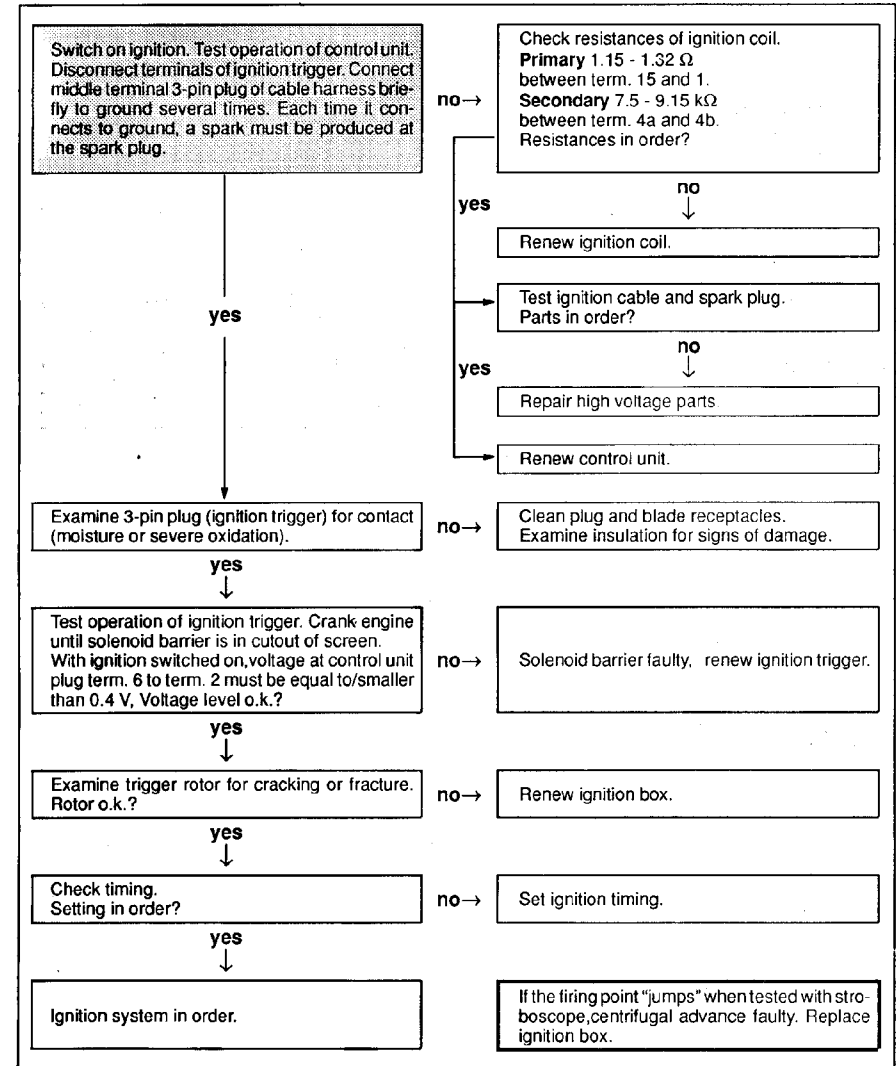 Switch on ignition. Test operation of control unit.
Disconnect terminals of ignition trigger. Connect
middle terminal 3-pin plug of cable harness brie-
fly to ground several times. Each time it con-
nects to ground, a spark must be produced at
the spark plug.
no→
Check resistances of ignition coil.
Primary 1.15 - 1.32 Ω
between term. 15 and 1.
Secondary 7.5 - 9.15 kΩ
between term. 4a and 4b.
Resistances in order?
no
↓
yes
Renew ignition coil.
Test ignition cable and spark plug.
Parts in order?
yes
no
↓
yes
Repair high voltage parts
Renew control unit.
Examine 3-pin plug (ignition trigger) for contact
(moisture or severe oxidation).
no→
Clean plug and blade receptacles.
Examine insulation for signs of damage.
yes
↓
Test operation of ignition trigger. Crank engine
until solenoid barrier is in cutout of screen.
With ignition switched on,voltage at control unit
plug term. 6 to term. 2 must be equal to/smaller
than 0.4 V, Voltage level o.k.?
no→
Solenoid barrier faulty, renew ignition trigger.
yes
↓
Examine trigger rotor for cracking or fracture.
Rotor o.k.?
no→
Renew ignition box.
yes
↓
Check timing.
Setting in order?
no→
Set ignition timing.
yes
↓
Ignition system in order.
If the firing point "jumps" when tested with stro-
boscope,centrifugal advance faulty. Replace
ignition box.